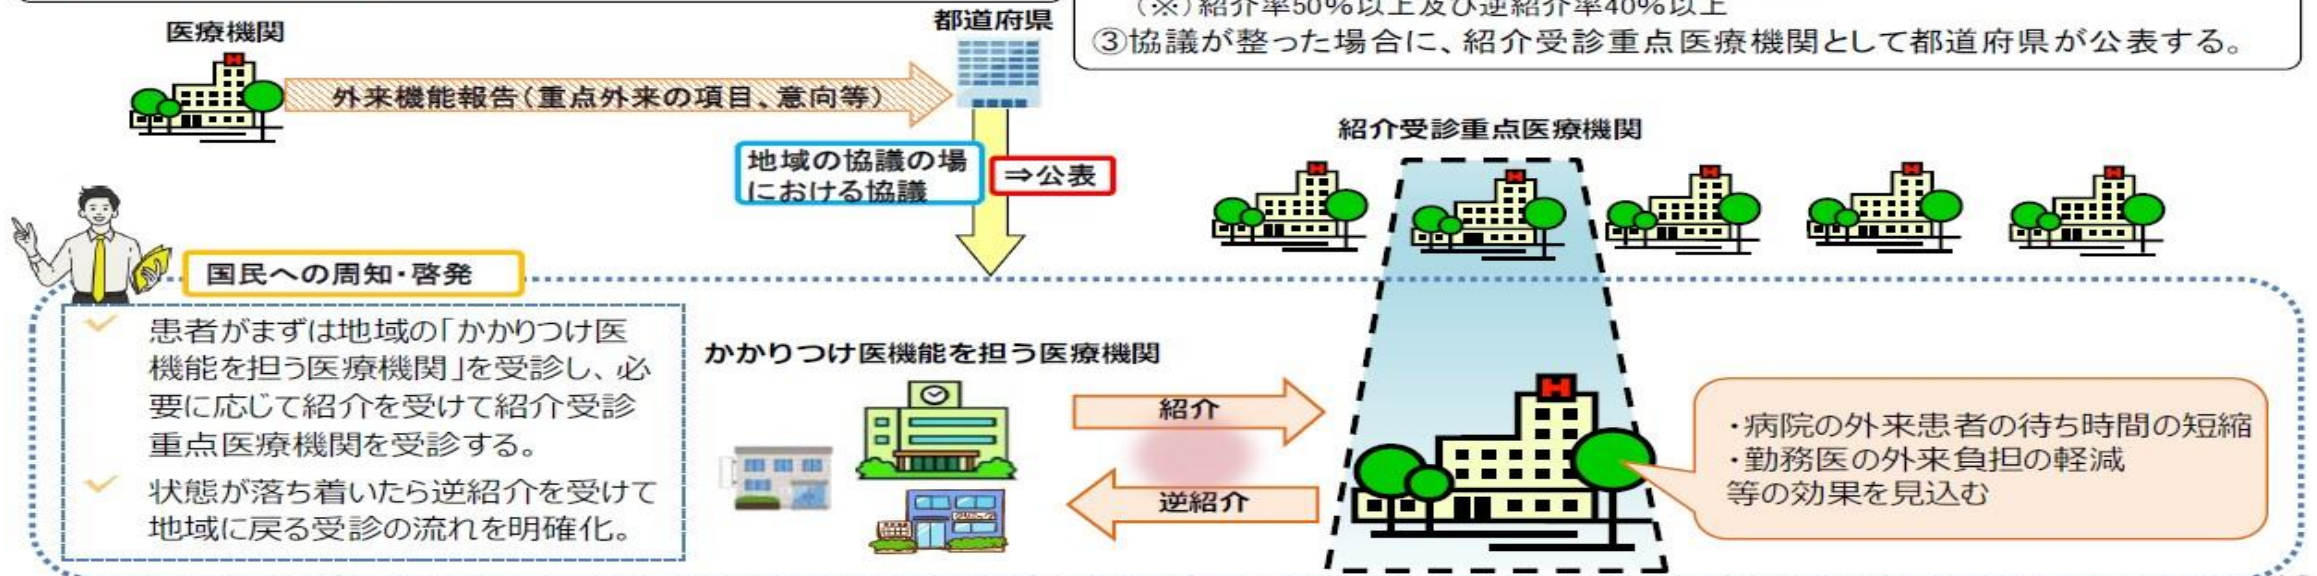 (※)紹介率50%以上及び逆紹介率40%以上
③協議が整った場合に、紹介受診重点医療機関として都道府県が公表する。
医療機関
都道府県
外来機能報告(重点外来の項目、意向等)
地域の協議の場
における協議
⇒公表
紹介受診重点医療機関
H
H
H
H
H
H
国民への周知・啓発
患者がまずは地域の「かかりつけ医
機能を担う医療機関」を受診し、必
要に応じて紹介を受けて紹介受診
重点医療機関を受診する。
状態が落ち着いたら逆紹介を受けて
地域に戻る受診の流れを明確化。
かかりつけ医機能を担う医療機関
紹介
逆紹介
H
・病院の外来患者の待ち時間の短縮
・勤務医の外来負担の軽減
等の効果を見込む